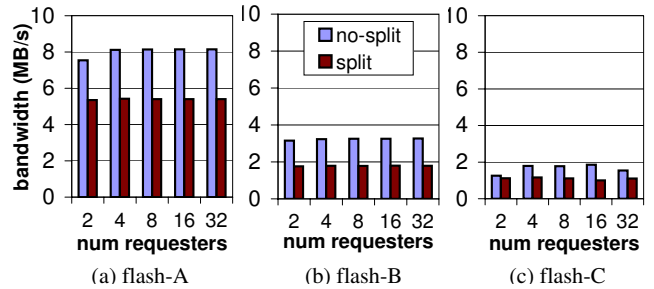 bandwidth (MB/s)
10
8
6
4
2
0
2 4 8 16 32
num requesters
(a) flash-A
10
8
6
4
2
0
no-split
split
2 4 8 16 32
num requesters
(b) flash-B
10
8
6
4
2
0
2 4 8 16 32
num requesters
(c) flash-C